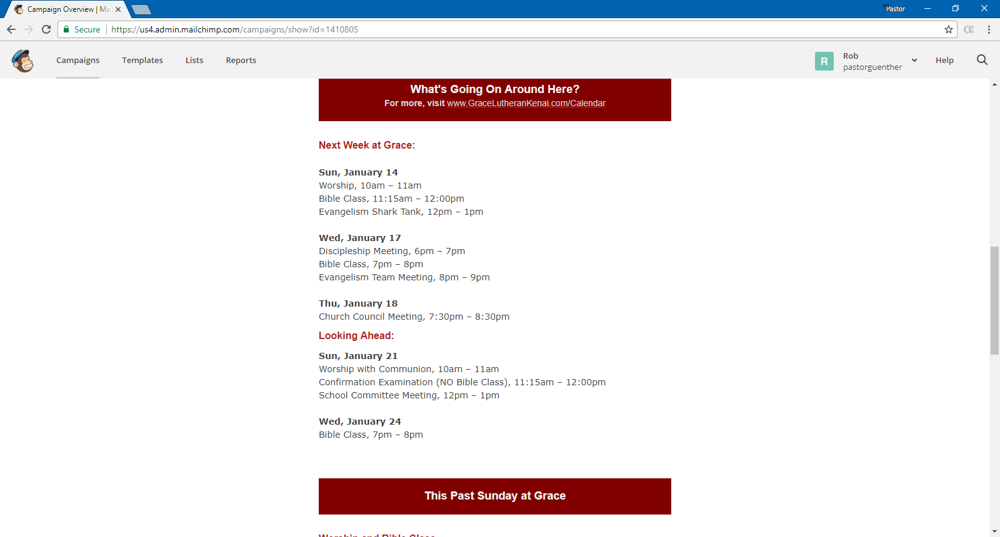 Campaign Overview | Ma
Pastor
Secure
https://us4.admin.mailchimp.com/campaigns/show?id=1410805
Campaigns
Templates
Lists
Reports
R
Rob
pastorguenther
Help
What's Going On Around Here?
For more, visit www.GraceLutheranKenai.com/Calendar
Next Week at Grace:
Sun, January 14
Worship, 10am – 11am
Bible Class, 11:15am – 12:00pm
Evangelism Shark Tank, 12pm – 1pm
Wed, January 17
Discipleship Meeting, 6pm – 7pm
Bible Class, 7pm – 8pm
Evangelism Team Meeting, 8pm – 9pm
Thu, January 18
Church Council Meeting, 7:30pm – 8:30pm
Looking Ahead:
Sun, January 21
Worship with Communion, 10am – 11am
Confirmation Examination (NO Bible Class), 11:15am – 12:00pm
School Committee Meeting, 12pm – 1pm
Wed, January 24
Bible Class, 7pm – 8pm
This Past Sunday at Grace
Worship and Bible Class